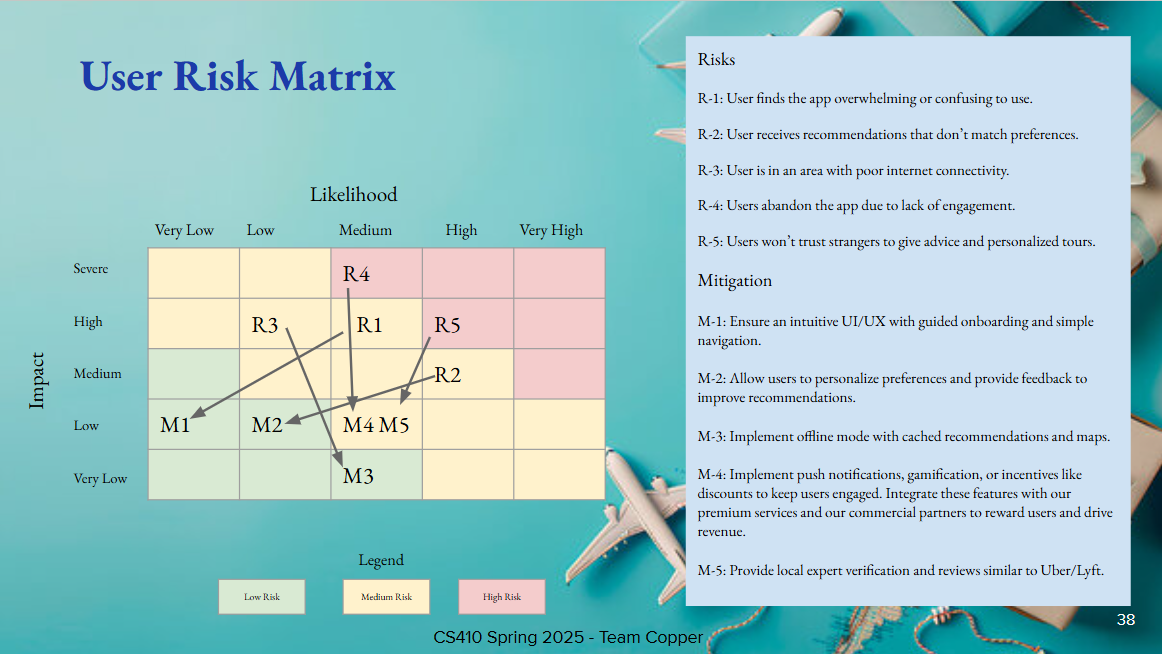 User Risk Matrix
Likelihood
Very Low Low Medium High Very High
Impact
Severe R4
High R3 R1 R5
Medium R2
Low M1 M2 M4 M5
Very Low M3
Legend
Low Risk Medium Risk High Risk
Risks
R-1: User finds the app overwhelming or confusing to use.
R-2: User receives recommendations that don’t match preferences.
R-3: User is in an area with poor internet connectivity.
R-4: Users abandon the app due to lack of engagement.
R-5: Users won’t trust strangers to give advice and personalized tours.
Mitigation
M-1: Ensure an intuitive UI/UX with guided onboarding and simple
navigation.
M-2: Allow users to personalize preferences and provide feedback to
improve recommendations.
M-3: Implement offline mode with cached recommendations and maps.
M-4: Implement push notifications, gamification, or incentives like
discounts to keep users engaged. Integrate these features with our
premium services and our commercial partners to reward users and drive
revenue.
M-5: Provide local expert verification and reviews similar to Uber/Lyft.
38
CS410 Spring 2025 - Team Copper